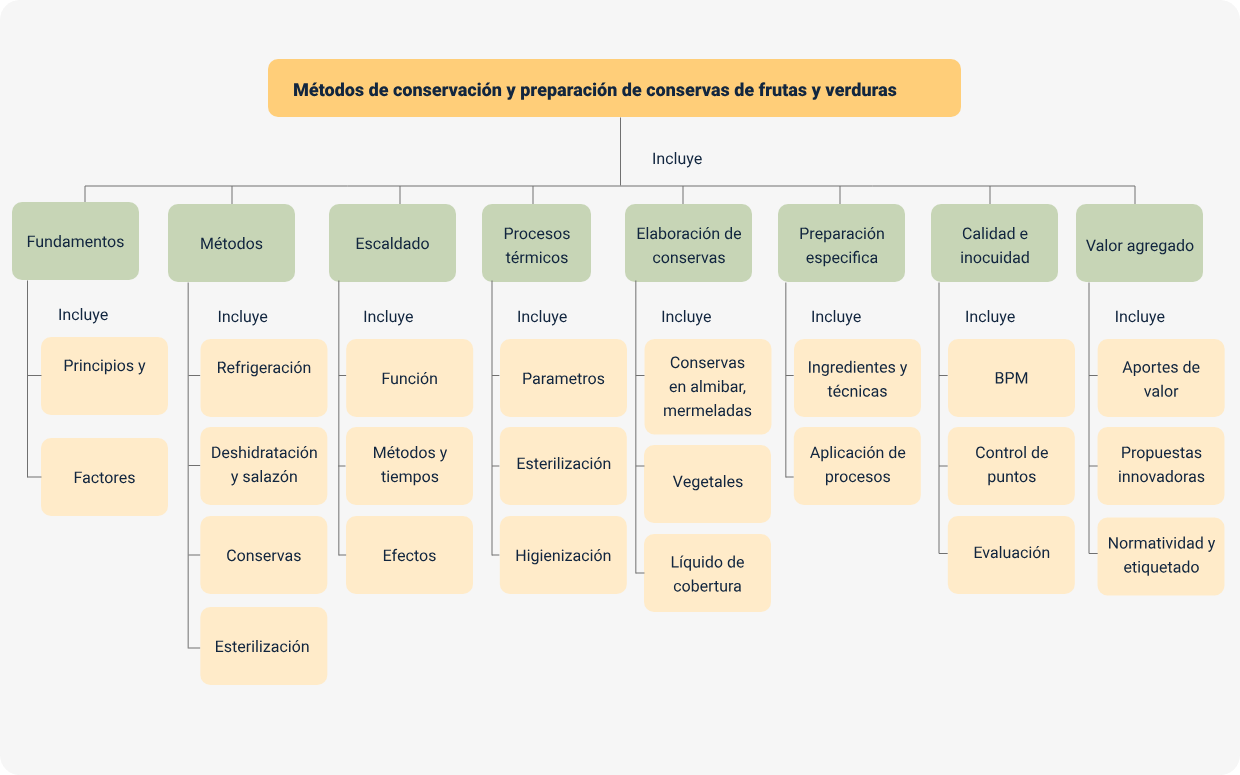 Métodos de conservación y preparación de conservas de frutas y verduras
Incluye
Fundamentos
Incluye
Principios y
Factores
Métodos
Incluye
Refrigeración
Deshidratación
y salazón
Conservas
Esterilización
Escaldado
Incluye
Función
Métodos y
tiempos
Efectos
Procesos
térmicos
Incluye
Parametros
Esterilización
Higienización
Elaboración de
conservas
Incluye
Conservas
en almibar,
mermeladas
Vegetales
Líquido de
cobertura
Preparación
especifica
Incluye
Ingredientes y
técnicas
Aplicación de
procesos
Calidad e
inocuidad
Incluye
BPM
Control de
puntos
Evaluación
Valor agregado
Incluye
Aportes de
valor
Propuestas
innovadoras
Normatividad y
etiquetado